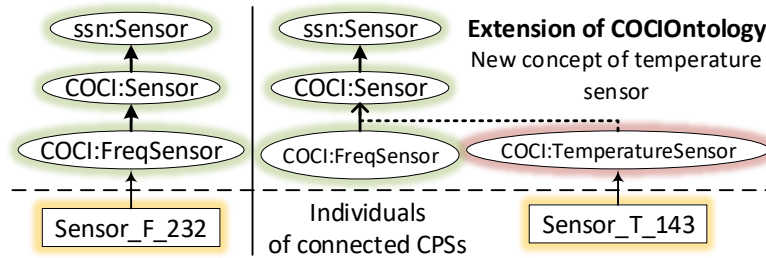 ssn:Sensor
COCI:Sensor
COCI:FreqSensor
Sensor_F_232
ssn:Sensor
COCI:Sensor
COCI:FreqSensor
Extension of COCIOntology
New concept of temperature
sensor
COCI:TemperatureSensor
Individuals
of connected CPSs
Sensor_T_143